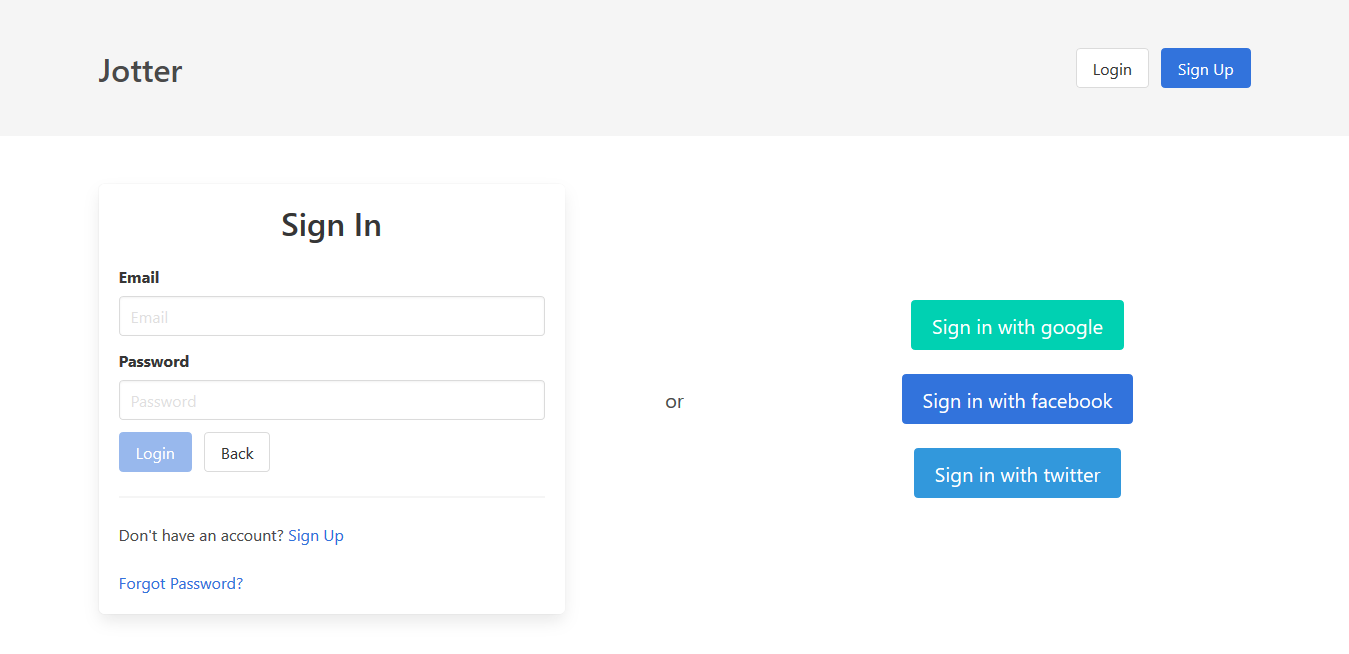 Jotter
Login
Sign Up
Sign In
Email
Email
Password
Password
Login
Back
Don't have an account? Sign Up
Forgot Password?
or
Sign in with google
Sign in with facebook
Sign in with twitter